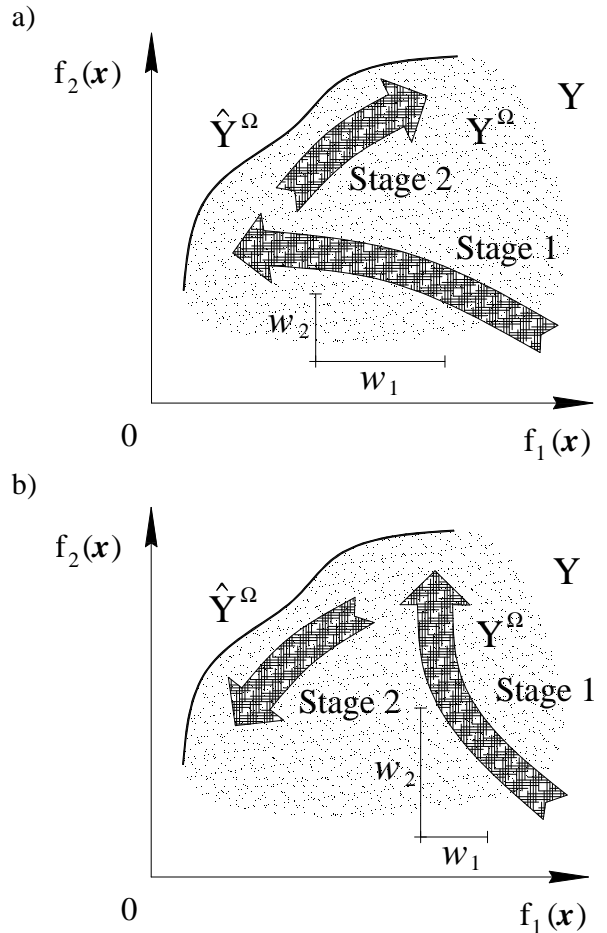 a)
f₂(x)
Y
Ŷ^Ω
Y^Ω
Stage 2
Stage 1
w₂
w₁
0
f₁(x)
b)
f₂(x)
Y
Ŷ^Ω
Y^Ω
Stage 1
Stage 2
w₂
w₁
0
f₁(x)